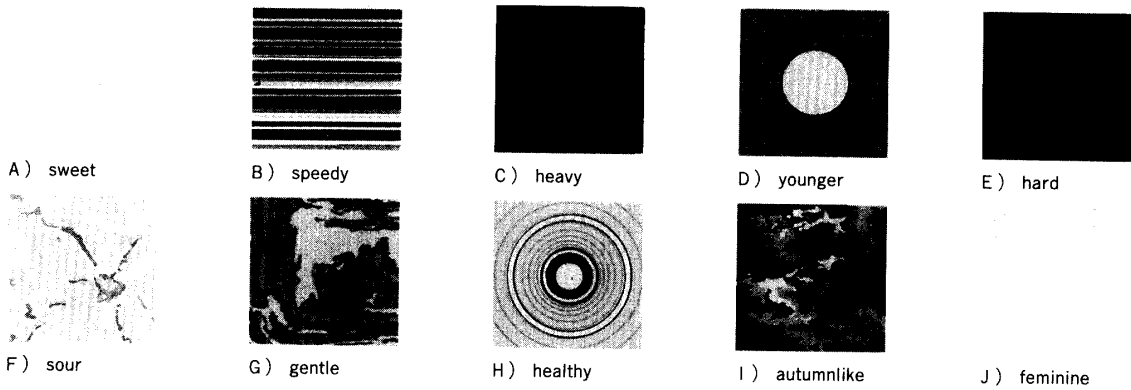 A) sweet
B) speedy
C) heavy
D) younger
E) hard
F) sour
G) gentle
H) healthy
I) autumnlike
J) feminine